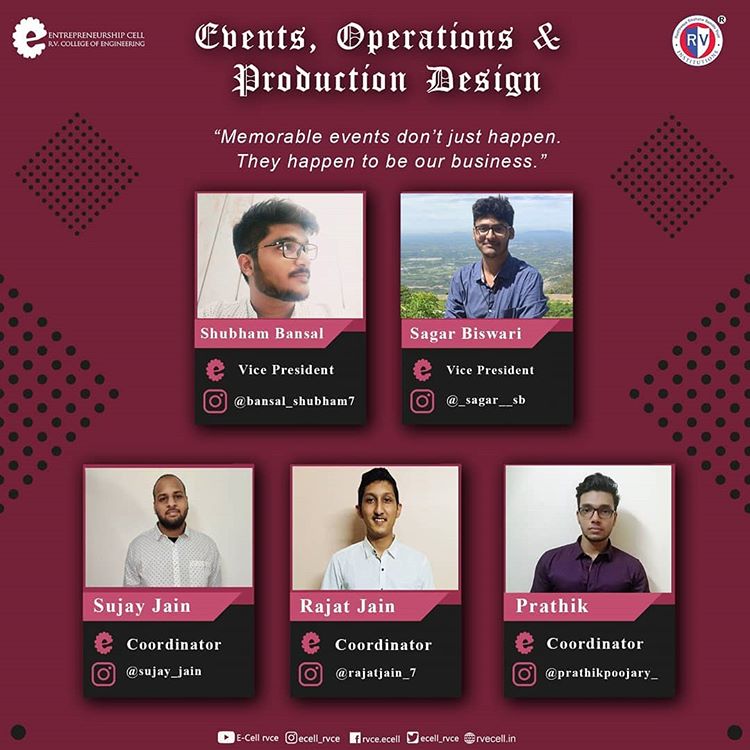 ENTREPRENEURSHIP CELL
R.V. COLLEGE OF ENGINEERING
Events, Operations &
Production Design
RV
INSTITUTIONS
®
“Memorable events don’t just happen.
They happen to be our business.”
Shubham Bansal
e Vice President
@bansal_shubham7
Sagar Biswari
e Vice President
@_sagar__sb
Sujay Jain
e Coordinator
@sujay_jain
Rajat Jain
e Coordinator
@rajatjain_7
Prathik
e Coordinator
@prathikpoojary_
E-Cell rvce ecell_rvce rvce.ecell ecell_rvce rvecell.in